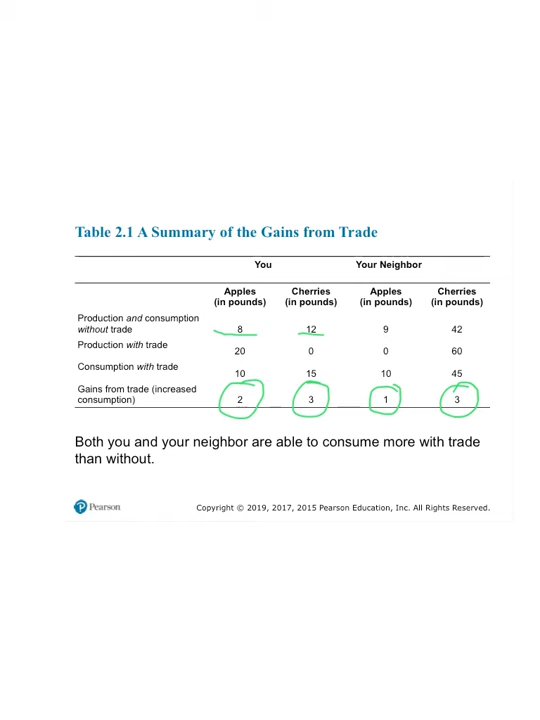 Table 2.1 A Summary of the Gains from Trade
You Your Neighbor
Apples (in pounds) Cherries (in pounds) Apples (in pounds) Cherries (in pounds)
Production and consumption without trade 8 12 9 42
Production with trade 20 0 0 60
Consumption with trade 10 15 10 45
Gains from trade (increased consumption) 2 3 1 3
Both you and your neighbor are able to consume more with trade
than without.
Pearson
Copyright © 2019, 2017, 2015 Pearson Education, Inc. All Rights Reserved.